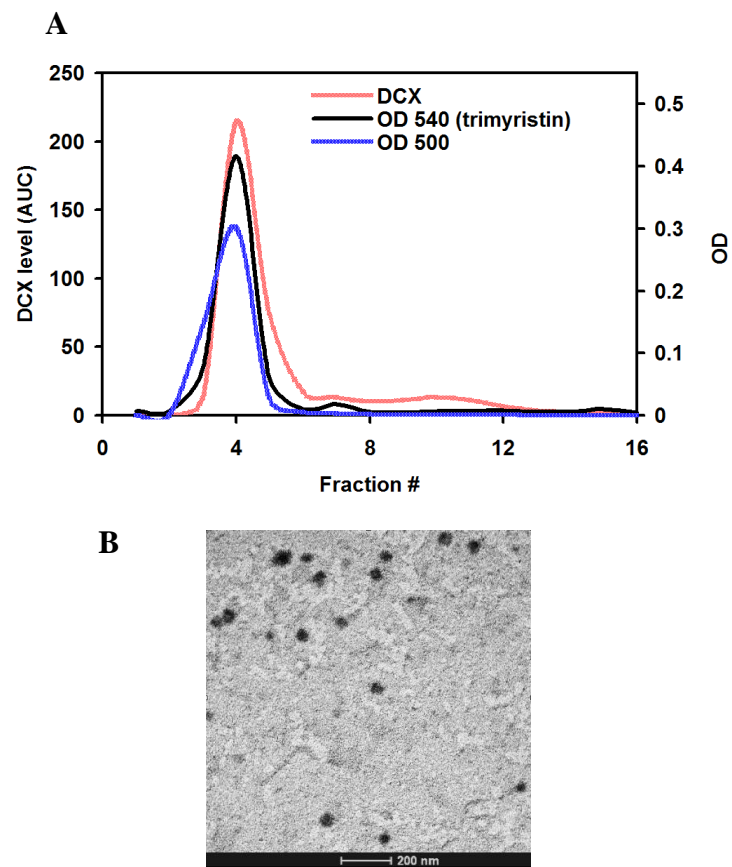 A
250
200
150
100
50
0
DCX level (AUC)
DCX
OD 540 (trimyristin)
OD 500
0.5
0.4
0.3
0.2
0.1
0
OD
0 4 8 12 16
Fraction #
B
200 nm